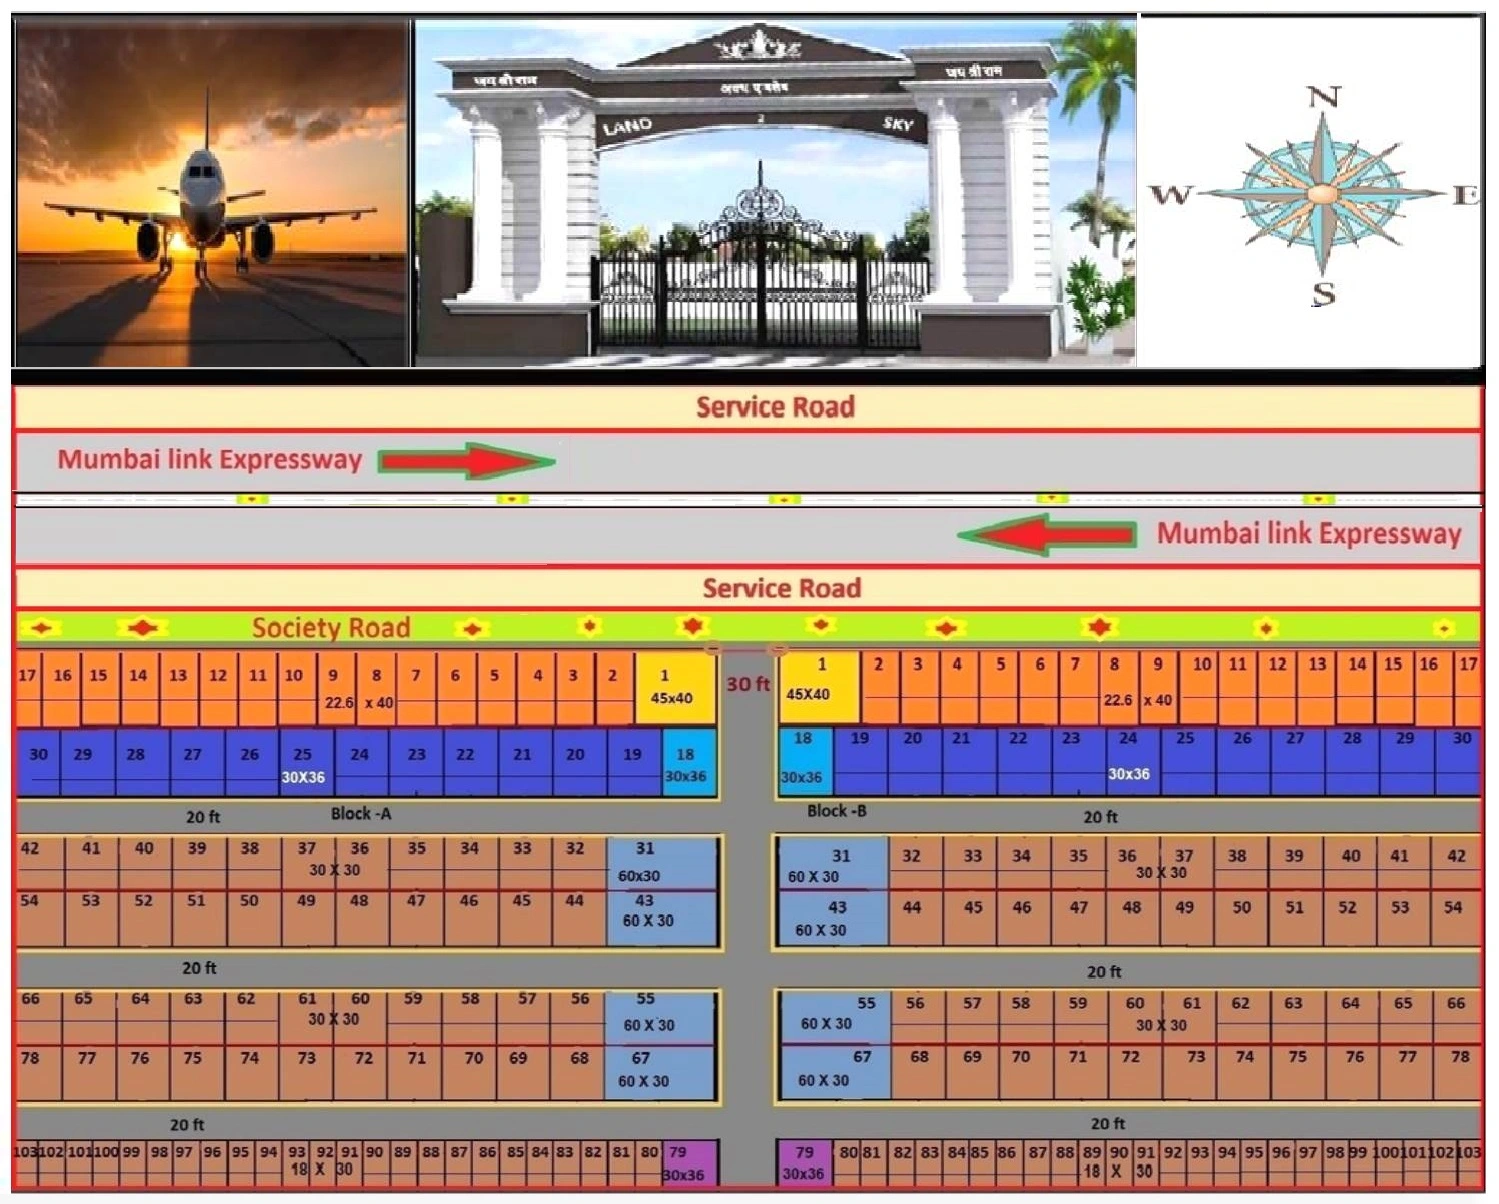 जय श्री राम
जय श्री राम
LAND
2
SKY
N
W
E
S
Service Road
Mumbai link Expressway
Mumbai link Expressway
Service Road
Society Road
17 16 15 14 13 12 11 10 9 8 7 6 5 4 3 2 1
22.6 x 40
45x40
30 ft
1 2 3 4 5 6 7 8 9 10 11 12 13 14 15 16 17
45X40
22.6 x 40
30 29 28 27 26 25 24 23 22 21 20 19 18
30X36
30x36
18 19 20 21 22 23 24 25 26 27 28 29 30
30x36
30x36
20 ft
Block -A
Block -B
20 ft
42 41 40 39 38 37 36 35 34 33 32 31
30 X 30
60x30
31 32 33 34 35 36 37 38 39 40 41 42
60 X 30
30 X 30
54 53 52 51 50 49 48 47 46 45 44 43
60 X 30
43 44 45 46 47 48 49 50 51 52 53 54
60 X 30
20 ft
20 ft
66 65 64 63 62 61 60 59 58 57 56 55
30 X 30
60 X 30
55 56 57 58 59 60 61 62 63 64 65 66
60 X 30
30 X 30
78 77 76 75 74 73 72 71 70 69 68 67
60 X 30
67 68 69 70 71 72 73 74 75 76 77 78
60 X 30
20 ft
20 ft
103 102 101 100 99 98 97 96 95 94 93 92 91 90 89 88 87 86 85 84 83 82 81 80 79
18 X 30
30x36
79 80 81 82 83 84 85 86 87 88 89 90 91 92 93 94 95 96 97 98 99 100 101 102 103
30x36
18 X 30